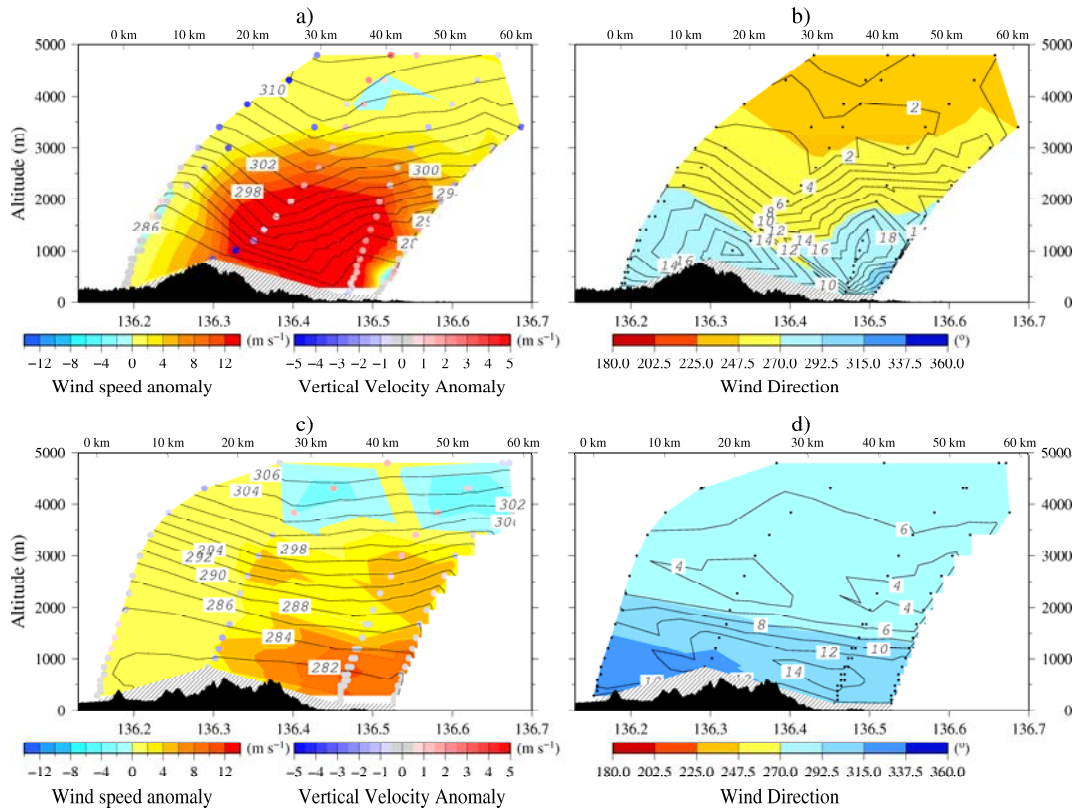 a)
b)
0 km 10 km 20 km 30 km 40 km 50 km 60 km
0 km 10 km 20 km 30 km 40 km 50 km 60 km
5000
4000
3000
2000
1000
0
Altitude (m)
310
302
300
298
286
2
2
4
6
8
10
12
14
14
12
16
18
14
16
10
5000
4000
3000
2000
1000
0
136.2 136.3 136.4 136.5 136.6 136.7
136.2 136.3 136.4 136.5 136.6 136.7
(m s⁻¹)
(m s⁻¹)
(º)
−12 −8 −4 0 4 8 12
−5 −4 −3 −2 −1 0 1 2 3 4 5
180.0 202.5 225.0 247.5 270.0 292.5 315.0 337.5 360.0
Wind speed anomaly
Vertical Velocity Anomaly
Wind Direction
c)
d)
0 km 10 km 20 km 30 km 40 km 50 km 60 km
0 km 10 km 20 km 30 km 40 km 50 km 60 km
5000
4000
3000
2000
1000
0
Altitude (m)
306
304
302
294
292
298
290
286
288
284
282
6
4
4
4
8
6
10
12
14
5000
4000
3000
2000
1000
0
136.2 136.3 136.4 136.5 136.6 136.7
136.2 136.3 136.4 136.5 136.6 136.7
(m s⁻¹)
(m s⁻¹)
(º)
−12 −8 −4 0 4 8 12
−5 −4 −3 −2 −1 0 1 2 3 4 5
180.0 202.5 225.0 247.5 270.0 292.5 315.0 337.5 360.0
Wind speed anomaly
Vertical Velocity Anomaly
Wind Direction